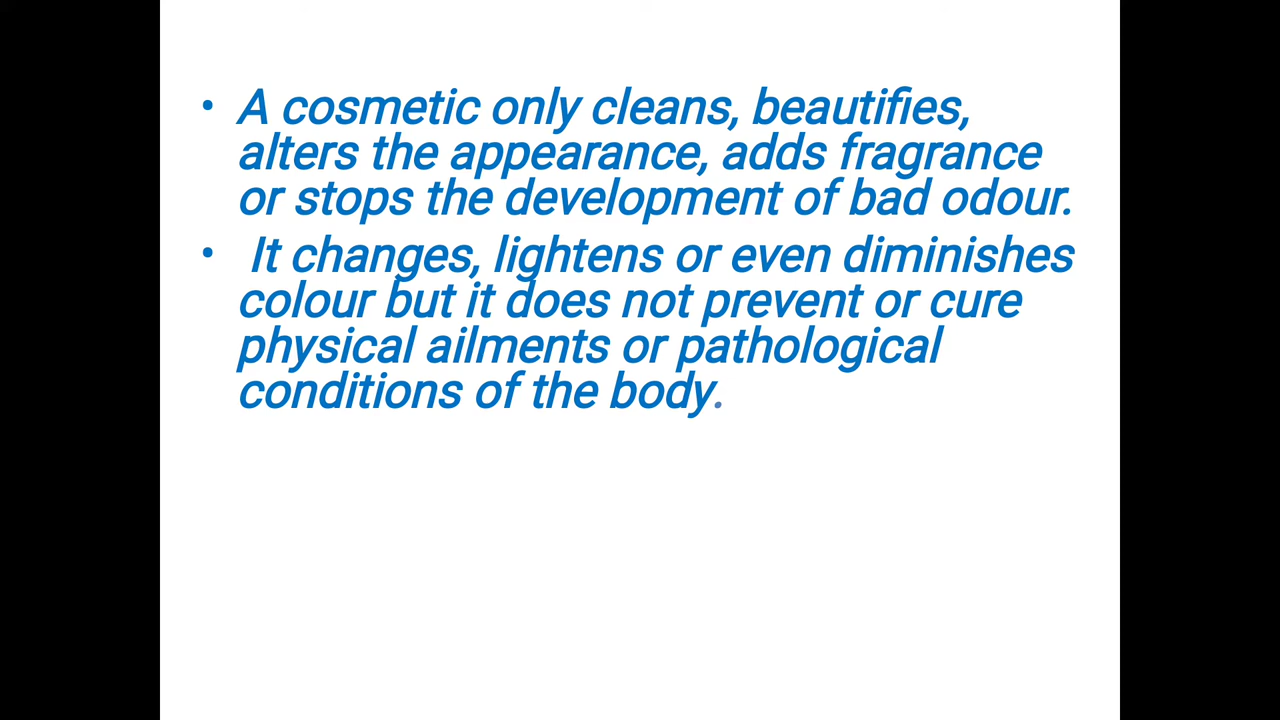 • A cosmetic only cleans, beautifies,
alters the appearance, adds fragrance
or stops the development of bad odour.
• It changes, lightens or even diminishes
colour but it does not prevent or cure
physical ailments or pathological
conditions of the body.